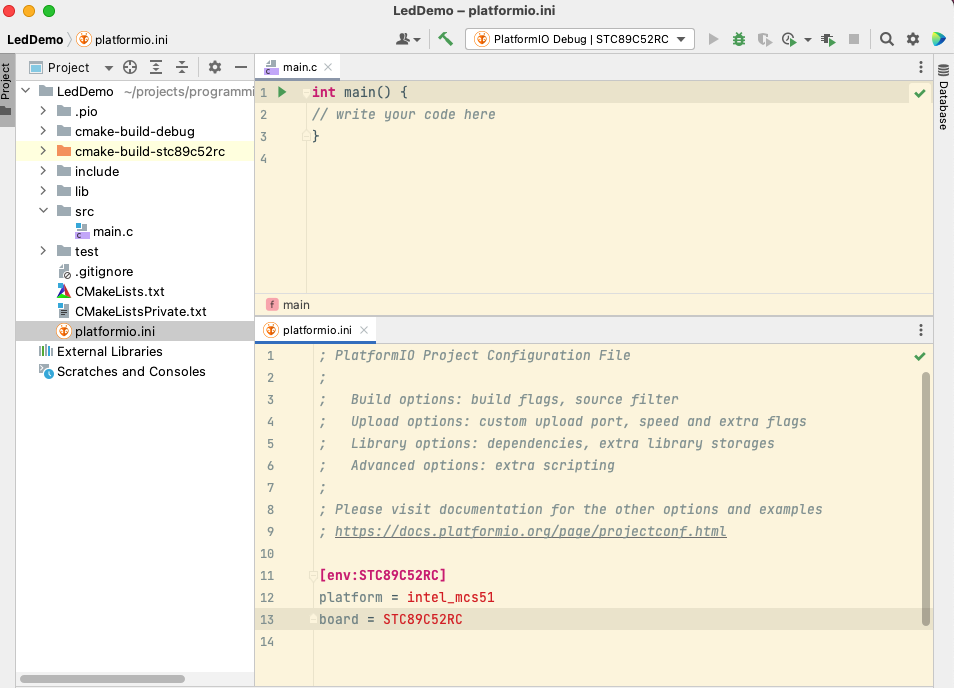 LedDemo – platformio.ini
LedDemo
platformio.ini
PlatformIO Debug | STC89C52RC
Project
Project
LedDemo ~/projects/programmi
.pio
cmake-build-debug
cmake-build-stc89c52rc
include
lib
src
main.c
test
.gitignore
CMakeLists.txt
CMakeListsPrivate.txt
platformio.ini
External Libraries
Scratches and Consoles
main.c
1 int main() {
2 // write your code here
3 }
4
f main
platformio.ini
1 ; PlatformIO Project Configuration File
2 ;
3 ; Build options: build flags, source filter
4 ; Upload options: custom upload port, speed and extra flags
5 ; Library options: dependencies, extra library storages
6 ; Advanced options: extra scripting
7 ;
8 ; Please visit documentation for the other options and examples
9 ; https://docs.platformio.org/page/projectconf.html
10
11 [env:STC89C52RC]
12 platform = intel_mcs51
13 board = STC89C52RC
14
Database